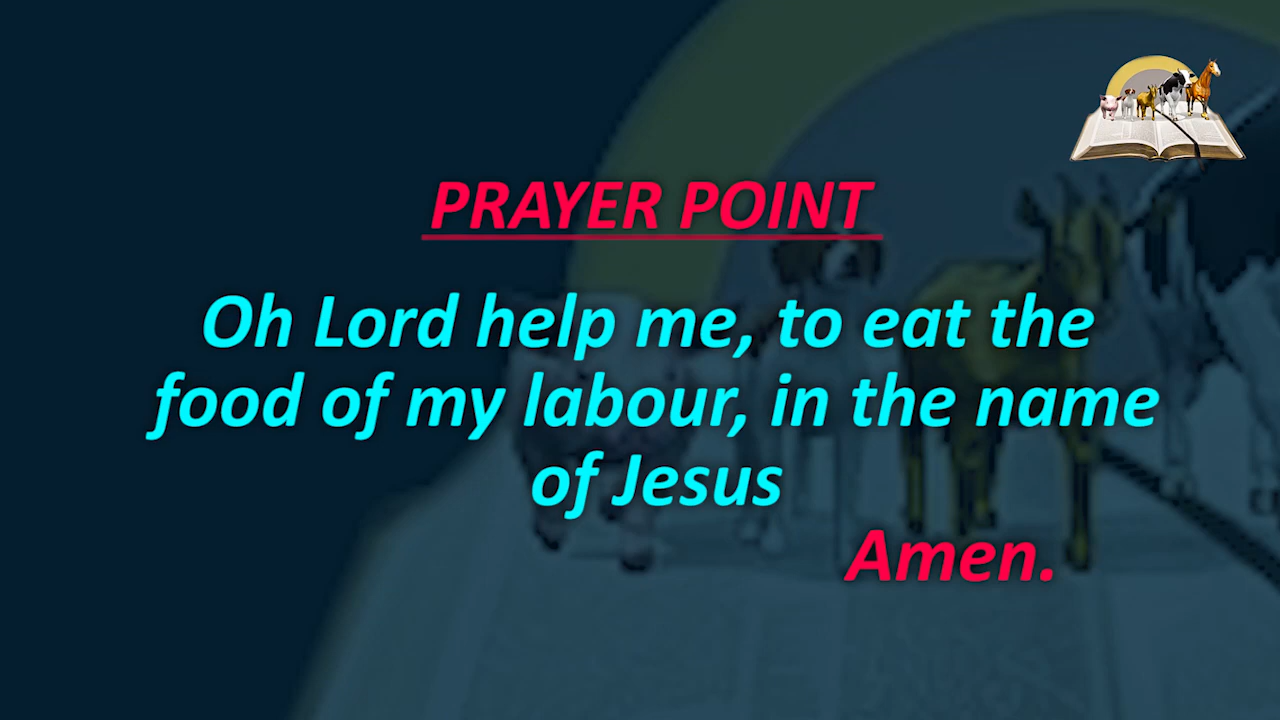 PRAYER POINT
Oh Lord help me, to eat the
food of my labour, in the name
of Jesus
Amen.